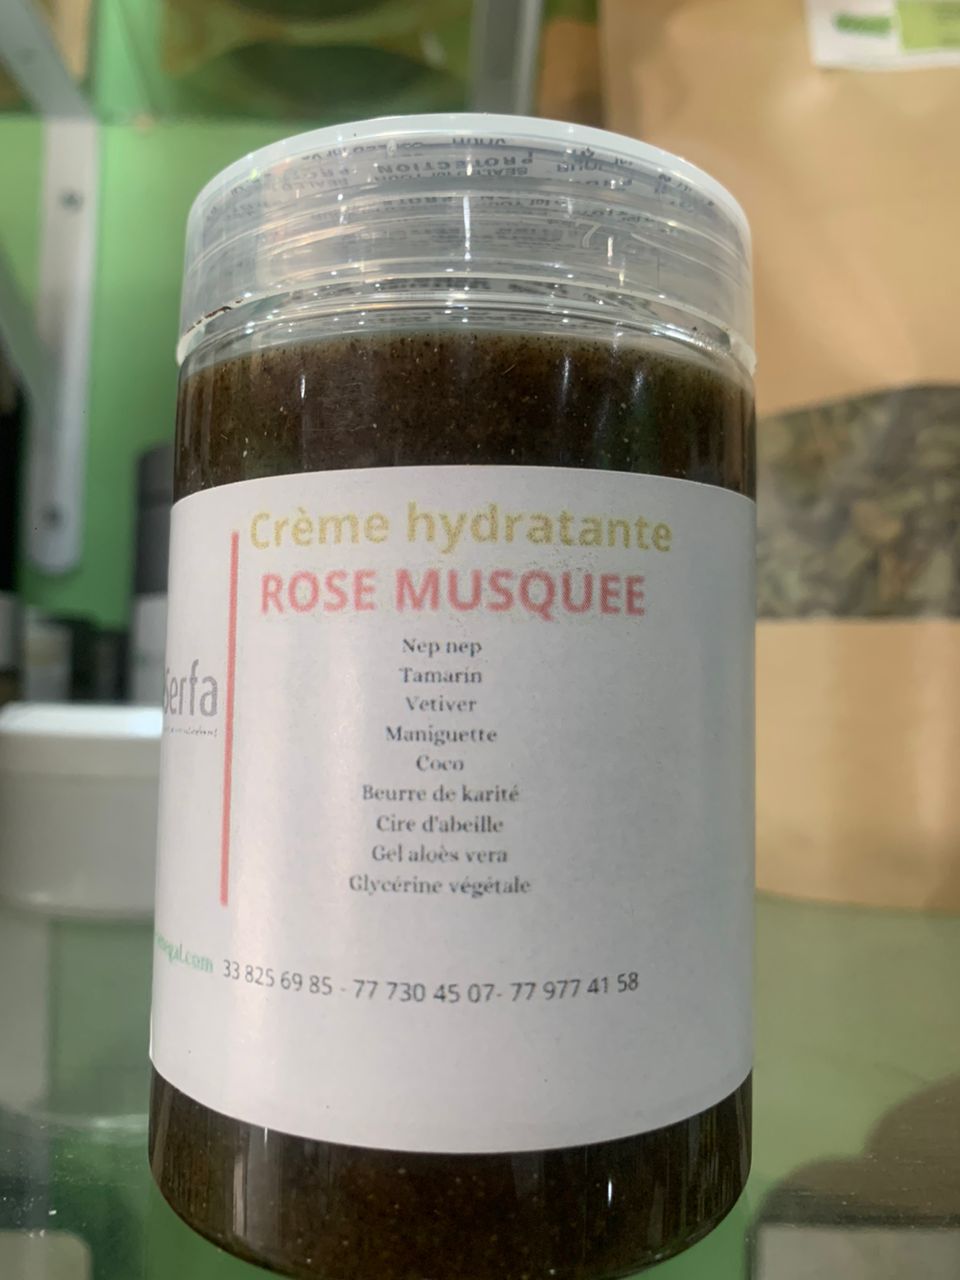 PROTECTION
Crème hydratante
ROSE MUSQUEE
Nep nep
Tamarin
Vetiver
Maniguette
Coco
Beurre de karité
Cire d'abeille
Gel aloès vera
Glycérine végétale
Serfa
33 825 69 85 - 77 730 45 07- 77 977 41 58